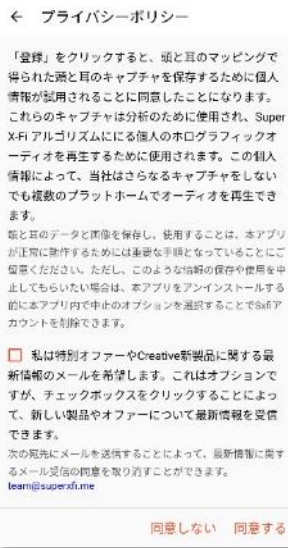 ← プライバシーポリシー
「登録」をクリックすると、頭と耳のマッピングで
得られた頭と耳のキャプチャを保存するために個人
情報が試用されることに同意したことになります。
これらのキャプチャは分析のために使用され、Super
X-Fi アルゴリズムににる個人のホログラフィックオ
ーディオを再生するために使用されます。この個人
情報によって、当社はさらなるキャプチャをしない
でも複数のプラットホームでオーディオを再生でき
ます。
頭と耳のデータと画像を保存し、使用することは、本アプリ
が正常に動作するためには重要な手順となっていることにご
留意ください。ただし、このような情報の保存や使用を中
止してもらいたい場合は、本アプリをアンインストールする
前に本アプリ内で中止のオプションを選択することでSxfiア
カウントを削除できます。
私は特別オファーやCreative新製品に関する最
新情報のメールを希望します。これはオプションで
すが、チェックボックスをクリックすることによっ
て、新しい製品やオファーについて最新情報を受信
できます。
次の宛先にメールを送信することによって、最新情報に関す
るメール受信の同意を取り消すことができます。
team@superxfi.me
同意しない 同意する